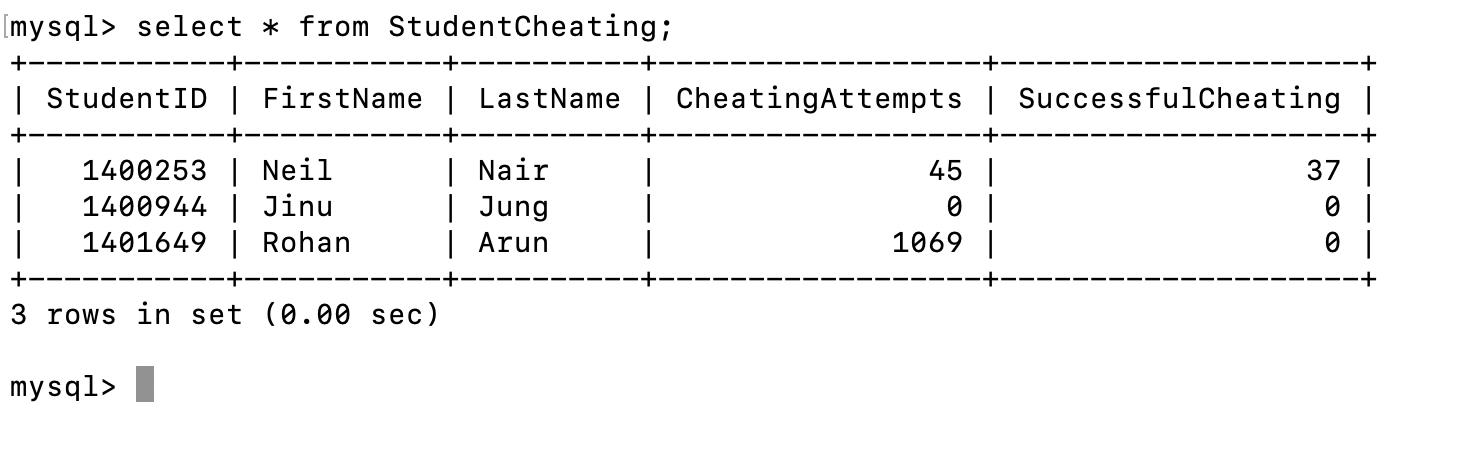 mysql> select * from StudentCheating;
+-----------+-----------+----------+------------------+--------------------+
| StudentID | FirstName | LastName | CheatingAttempts | SuccessfulCheating |
+-----------+-----------+----------+------------------+--------------------+
|   1400253 | Neil      | Nair     |               45 |                 37 |
|   1400944 | Jinu      | Jung     |                0 |                  0 |
|   1401649 | Rohan     | Arun     |             1069 |                  0 |
+-----------+-----------+----------+------------------+--------------------+
3 rows in set (0.00 sec)
mysql>